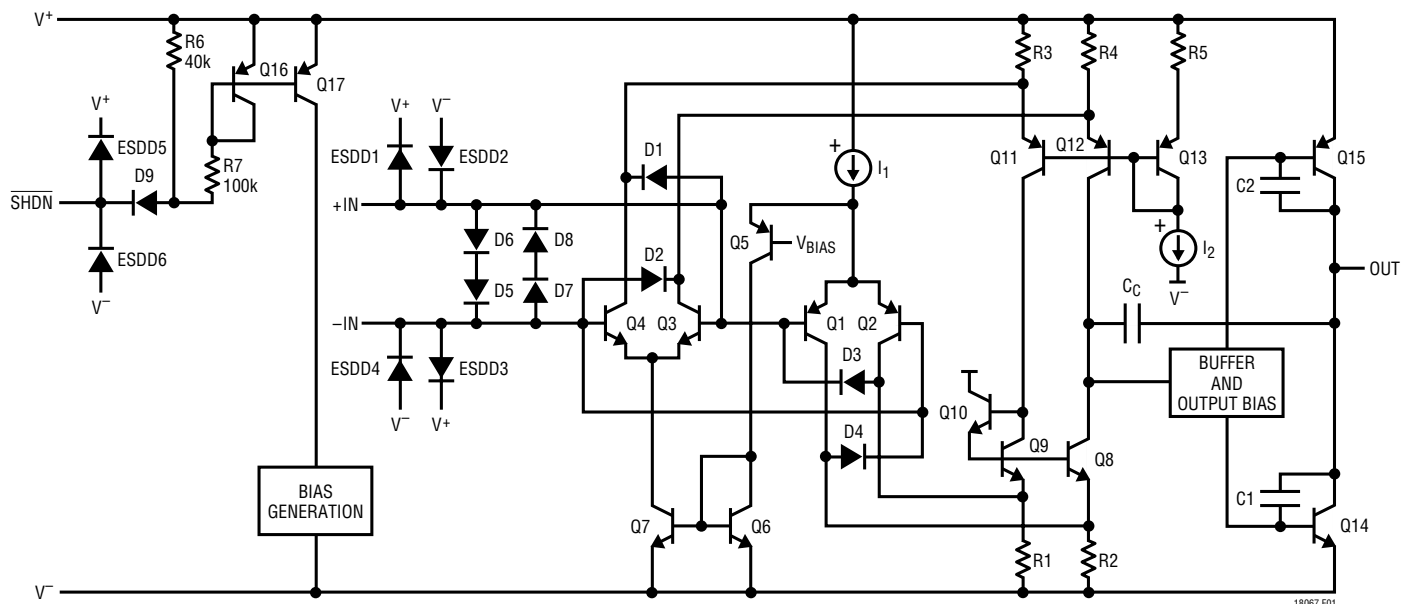 V+
R6
40k
Q16
Q17
R3
R4
R5
V+
ESDD5
R7
100k
D9
SHDN
ESDD6
V−
V+
V−
ESDD1
ESDD2
D1
+IN
D6
D8
D5
D7
D2
−IN
Q4
Q3
ESDD4
ESDD3
V−
V+
+
I1
Q5
VBIAS
Q1
Q2
D3
D4
Q11
Q12
Q13
+
I2
V−
CC
Q10
Q9
Q8
Q7
Q6
R1
R2
C2
Q15
OUT
BUFFER
AND
OUTPUT BIAS
C1
Q14
BIAS
GENERATION
V−
18067 F01